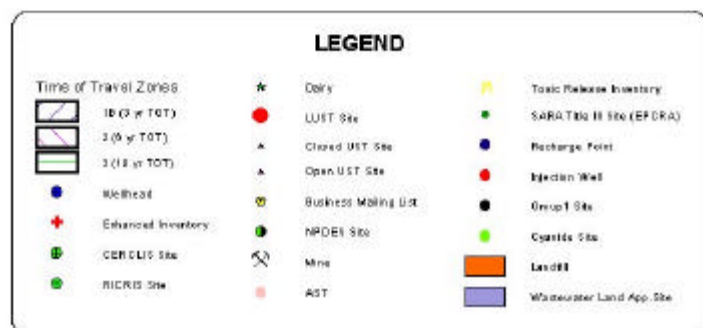 LEGEND
Time of Travel Zones
1B (3 yr TOT)
2 (6 yr TOT)
3 (10 yr TOT)
Wellhead
Enhanced Inventory
CERCLIS Site
RICRIS Site
Dairy
LUST Site
Closed UST Site
Open UST Site
Business Mailing List
NPDES Site
Mine
AST
Toxic Release Inventory
SARA Title III Site (EPCRA)
Recharge Point
Injection Well
Group1 Site
Cyanide Site
Landfill
Wastewater Land App. Site